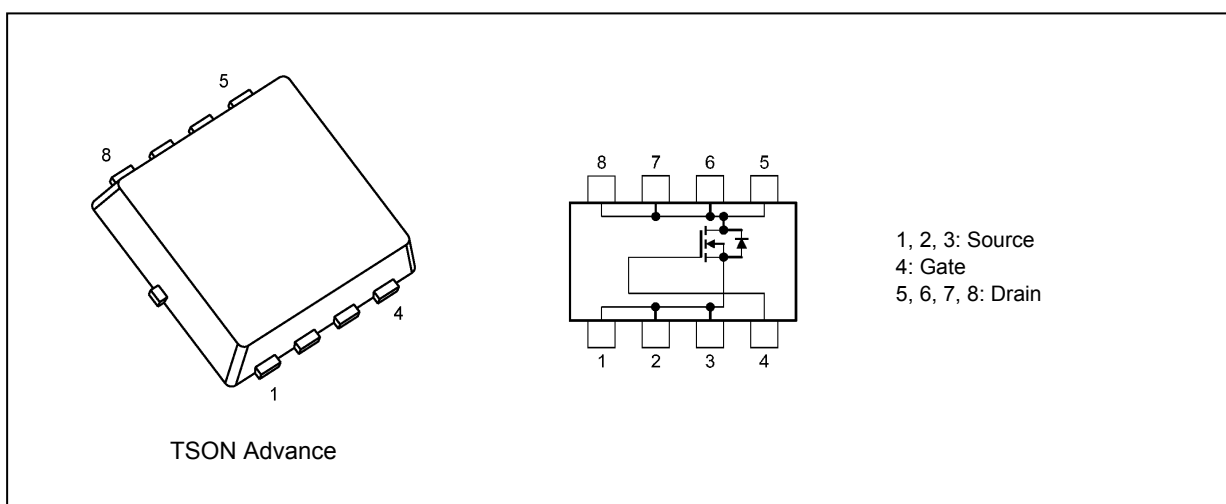 5
8
4
1
TSON Advance
8 7 6 5
1 2 3 4
1, 2, 3: Source
4: Gate
5, 6, 7, 8: Drain